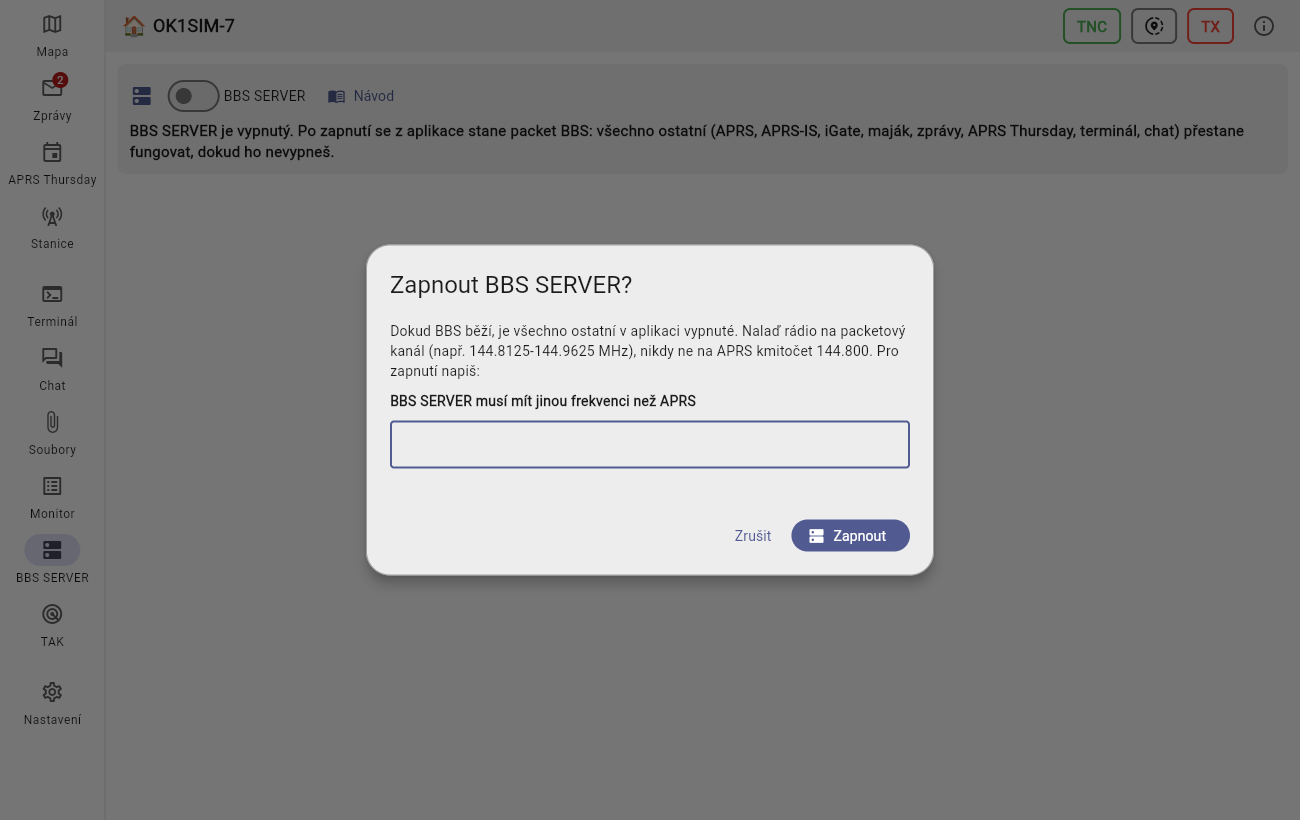 OK1SIM-7
TNC
TX
Mapa
2
Zprávy
APRS Thursday
Stanice
Terminál
Chat
Soubory
Monitor
BBS SERVER
TAK
Nastavení
BBS SERVER
Návod
BBS SERVER je vypnutý. Po zapnutí se z aplikace stane packet BBS: všechno ostatní (APRS, APRS-IS, iGate, maják, zprávy, APRS Thursday, terminál, chat) přestane
fungovat, dokud ho nevypneš.
Zapnout BBS SERVER?
Dokud BBS běží, je všechno ostatní v aplikaci vypnuté. Nalaď rádio na packetový
kanál (např. 144.8125-144.9625 MHz), nikdy ne na APRS kmitočet 144.800. Pro
zapnutí napiš:
BBS SERVER musí mít jinou frekvenci než APRS
Zrušit
Zapnout